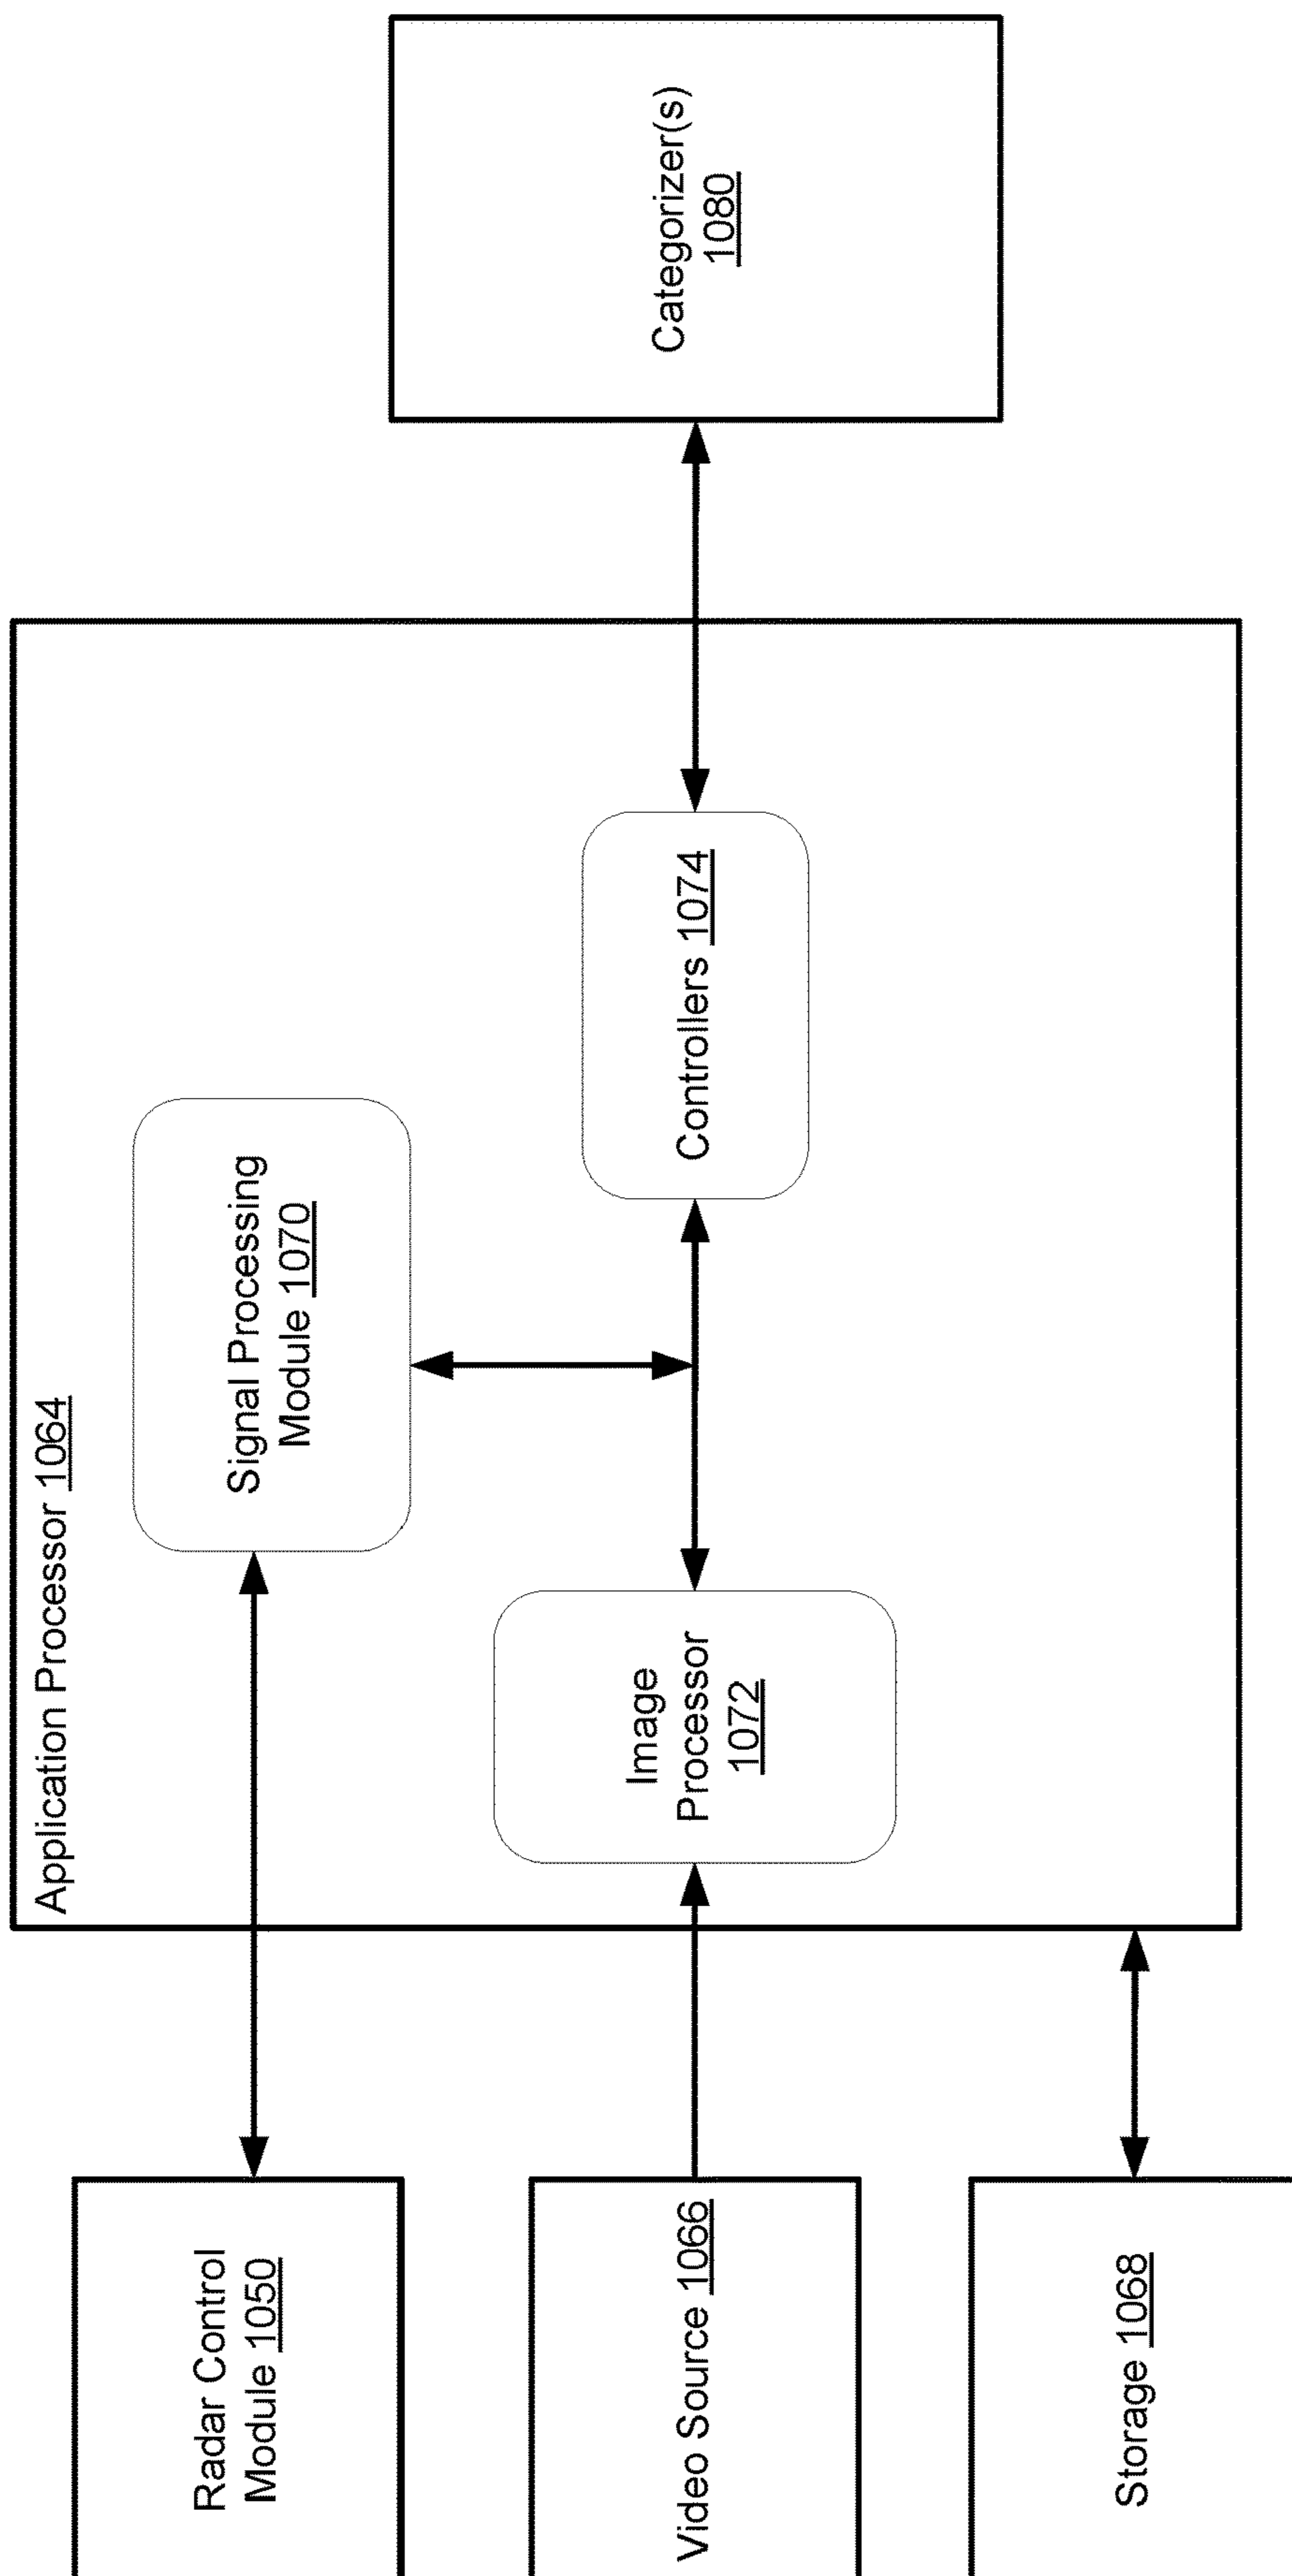 Application Processor 1064
Radar Control
Module 1050
Signal Processing
Module 1070
Video Source 1066
Image
Processor
1072
Controllers 1074
Categorizer(s)
1080
Storage 1068